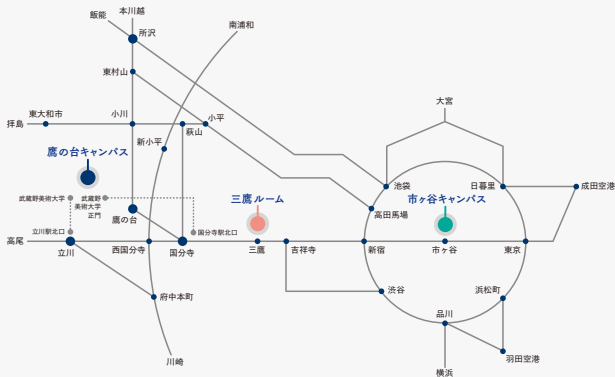 本川越
飯能
南浦和
所沢
東村山
大宮
東大和市
小川
小平
拝島
萩山
新小平
鷹の台キャンパス
池袋
日暮里
成田空港
武蔵野美術大学
武蔵野
美術大学
正門
三鷹ルーム
市ヶ谷キャンパス
高田馬場
鷹の台
立川駅北口
国分寺駅北口
高尾
立川
西国分寺
国分寺
三鷹
吉祥寺
新宿
市ヶ谷
東京
府中本町
渋谷
浜松町
品川
川崎
羽田空港
横浜